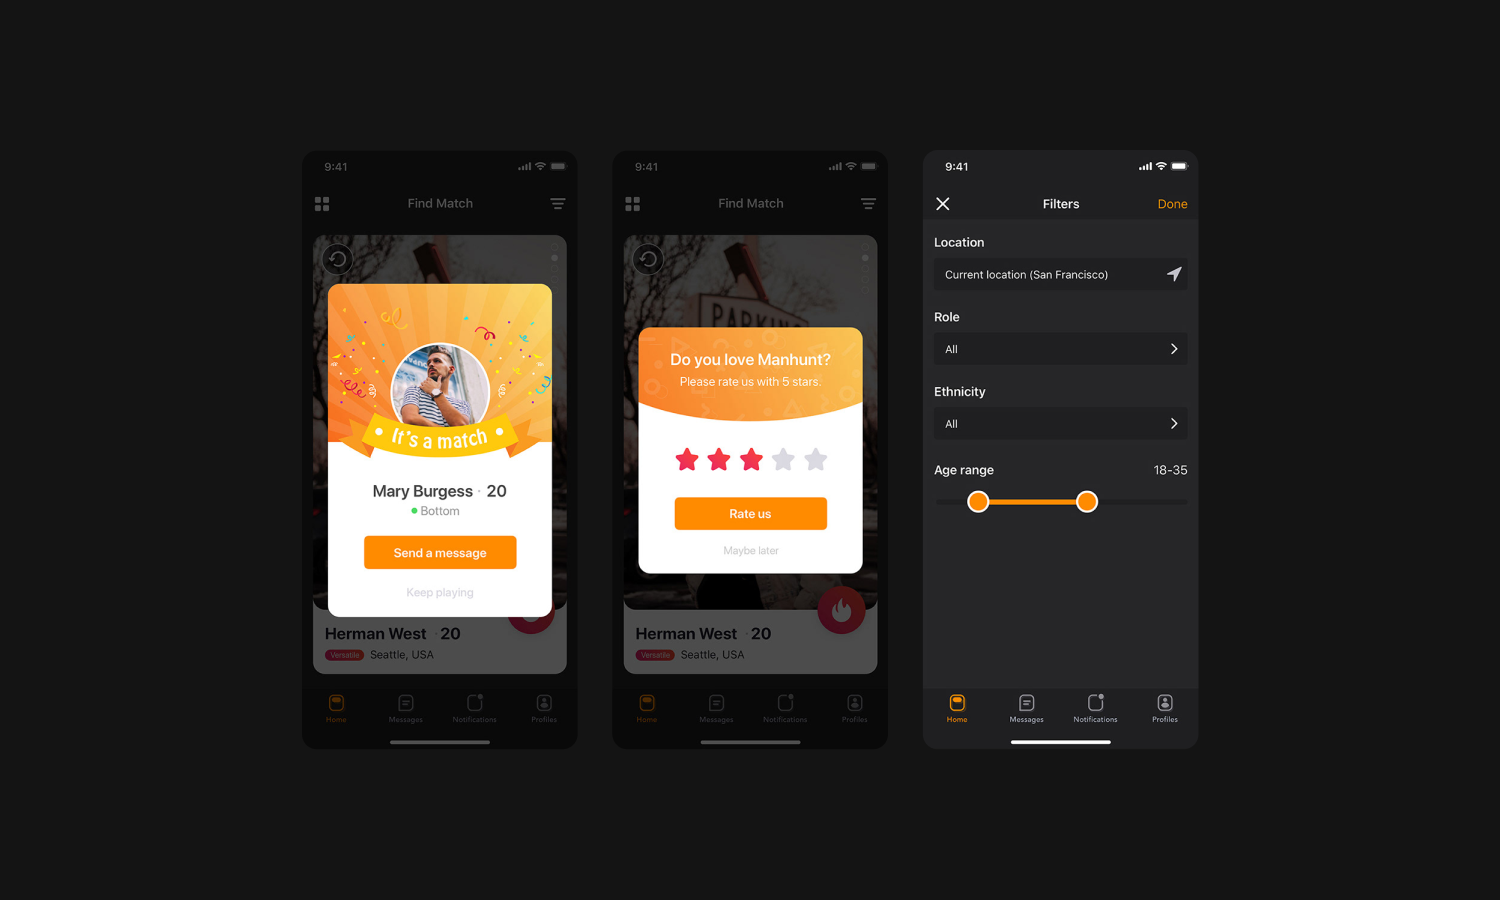 9:41
Find Match
It's a match
Mary Burgess · 20
Bottom
Send a message
Keep playing
Herman West · 20
Versatile Seattle, USA
Home Messages Notifications Profiles
9:41
Find Match
PARKING
Do you love Manhunt?
Please rate us with 5 stars.
Rate us
Maybe later
Herman West · 20
Versatile Seattle, USA
Home Messages Notifications Profiles
9:41
Filters Done
Location
Current location (San Francisco)
Role
All
Ethnicity
All
Age range 18-35
Home Messages Notifications Profiles